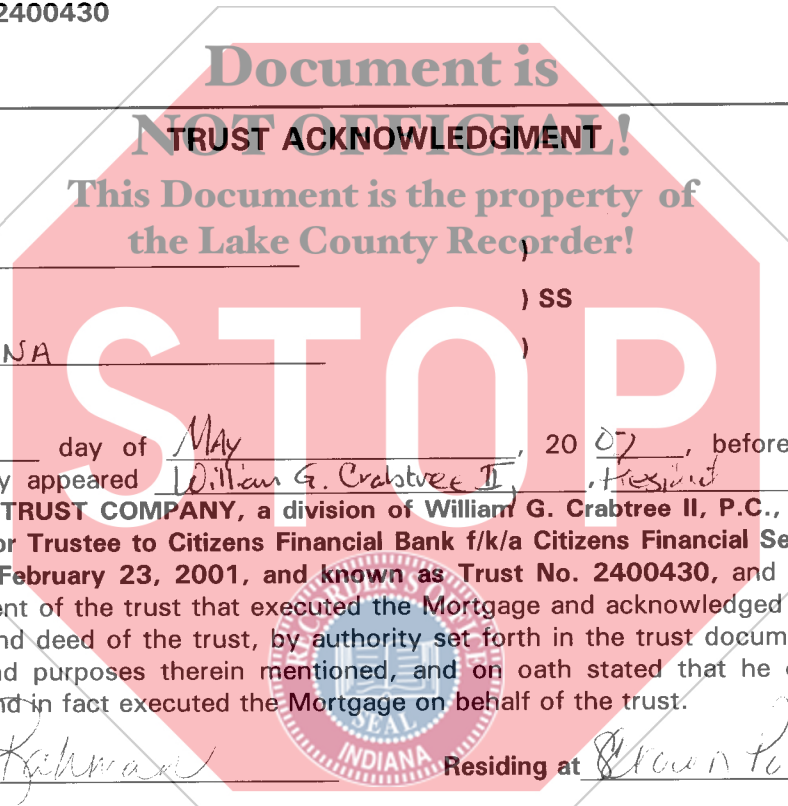 2400430
Document is
NOT OFFICIAL!
TRUST ACKNOWLEDGMENT
This Document is the property of
the Lake County Recorder!
)
) SS
NA )
STOP
day of May, 20 07, before
y appeared William G. Crabtree II, President
TRUST COMPANY, a division of William G. Crabtree II, P.C.,
or Trustee to Citizens Financial Bank f/k/a Citizens Financial Se
February 23, 2001, and known as Trust No. 2400430, and
ent of the trust that executed the Mortgage and acknowledged
nd deed of the trust, by authority set forth in the trust docum
nd purposes therein mentioned, and on oath stated that he
nd in fact executed the Mortgage on behalf of the trust.
RECORDER'S OFFICE
SEAL
INDIANA
Residing at Crown Po